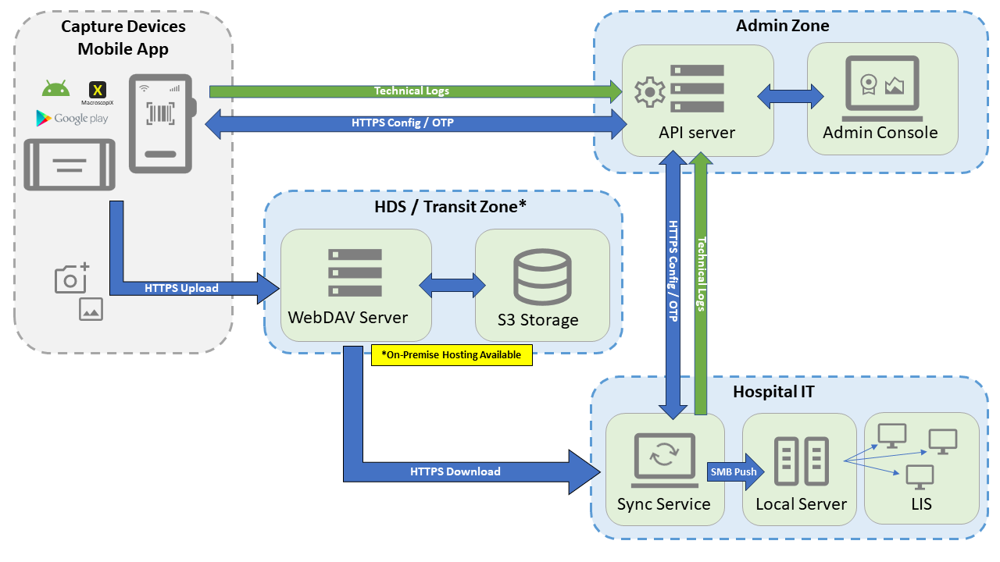 Capture Devices
Mobile App
X
MacroscopiX
Google play
Technical Logs
HTTPS Config / OTP
Admin Zone
API server
Admin Console
HDS / Transit Zone*
WebDAV Server
S3 Storage
*On-Premise Hosting Available
HTTPS Upload
HTTPS Config / OTP
Technical Logs
HTTPS Download
Hospital IT
Sync Service
SMB Push
Local Server
LIS